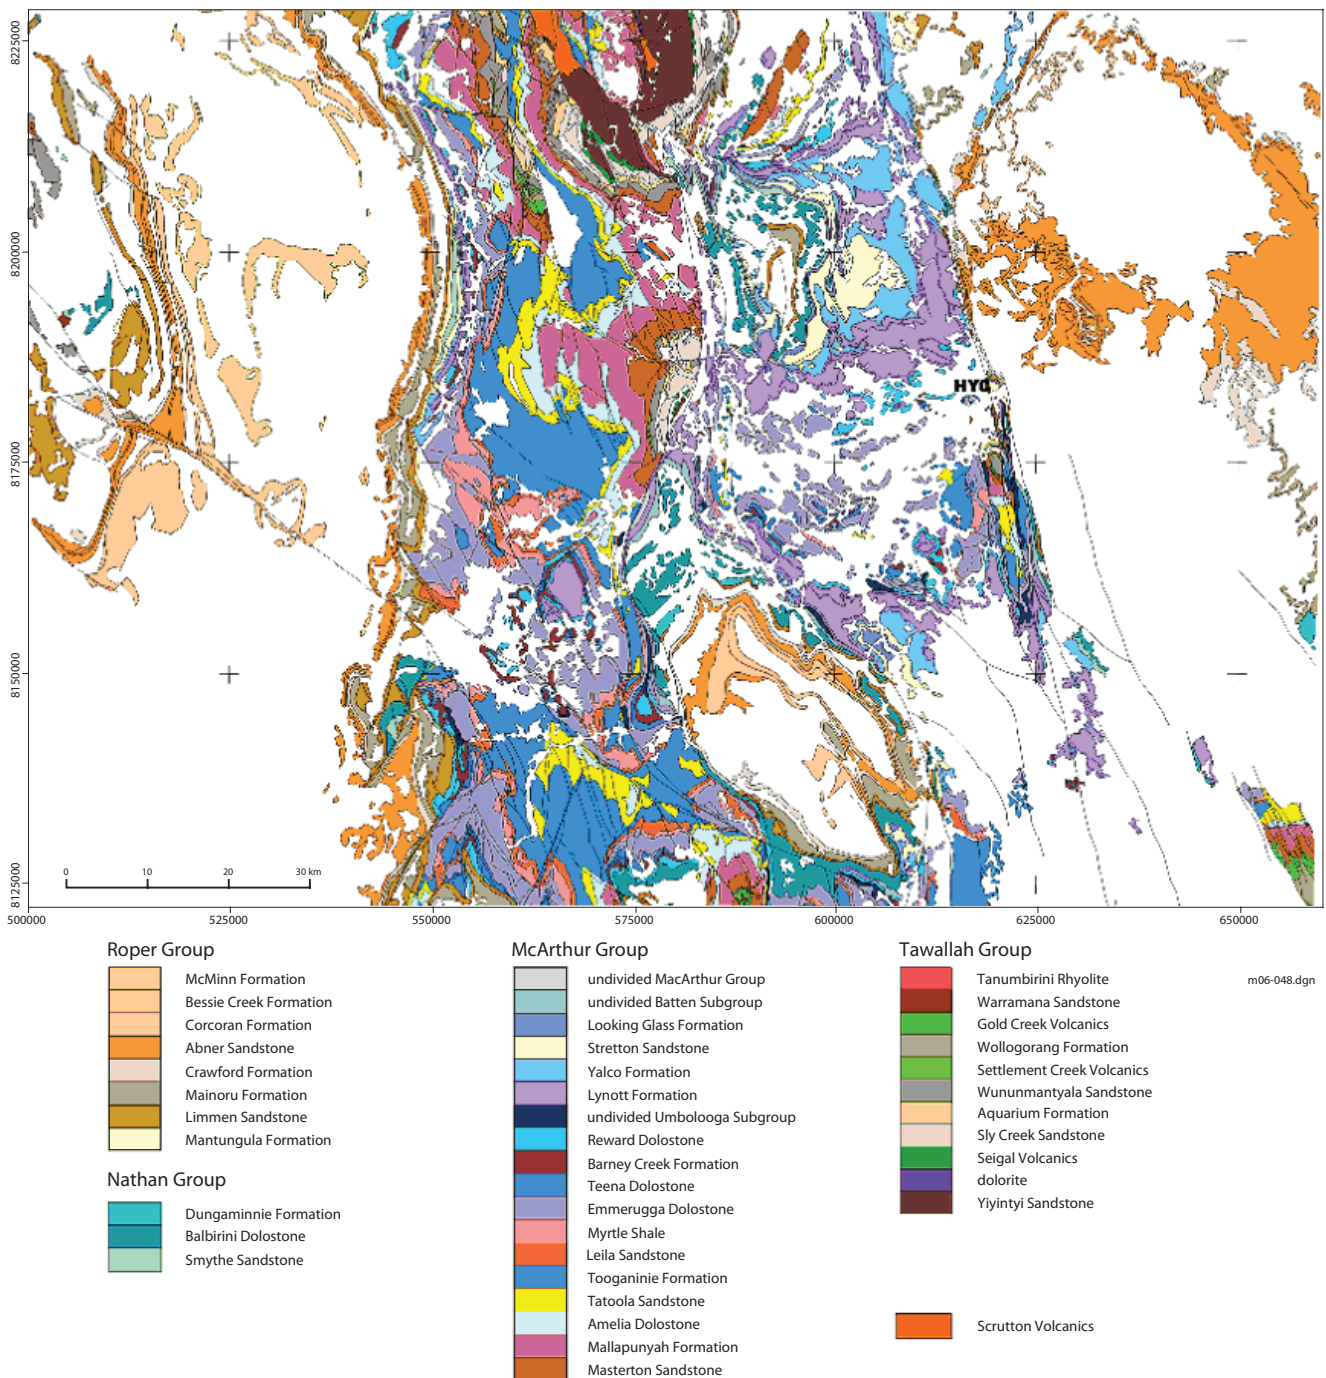 8225000
8200000
8175000
8150000
8125000
HYC
0 10 20 30 km
500000 525000 550000 575000 600000 625000 650000
Roper Group
McMinn Formation
Bessie Creek Formation
Corcoran Formation
Abner Sandstone
Crawford Formation
Mainoru Formation
Limmen Sandstone
Mantungula Formation
Nathan Group
Dungaminnie Formation
Balbirini Dolostone
Smythe Sandstone
McArthur Group
undivided MacArthur Group
undivided Batten Subgroup
Looking Glass Formation
Stretton Sandstone
Yalco Formation
Lynott Formation
undivided Umbolooga Subgroup
Reward Dolostone
Barney Creek Formation
Teena Dolostone
Emmerugga Dolostone
Myrtle Shale
Leila Sandstone
Tooganinie Formation
Tatoola Sandstone
Amelia Dolostone
Mallapunyah Formation
Masterton Sandstone
Tawallah Group
Tanumbirini Rhyolite
Warramana Sandstone
Gold Creek Volcanics
Wollogorang Formation
Settlement Creek Volcanics
Wununmantyala Sandstone
Aquarium Formation
Sly Creek Sandstone
Seigal Volcanics
dolorite
Yiyintyi Sandstone
Scrutton Volcanics
m06-048.dgn